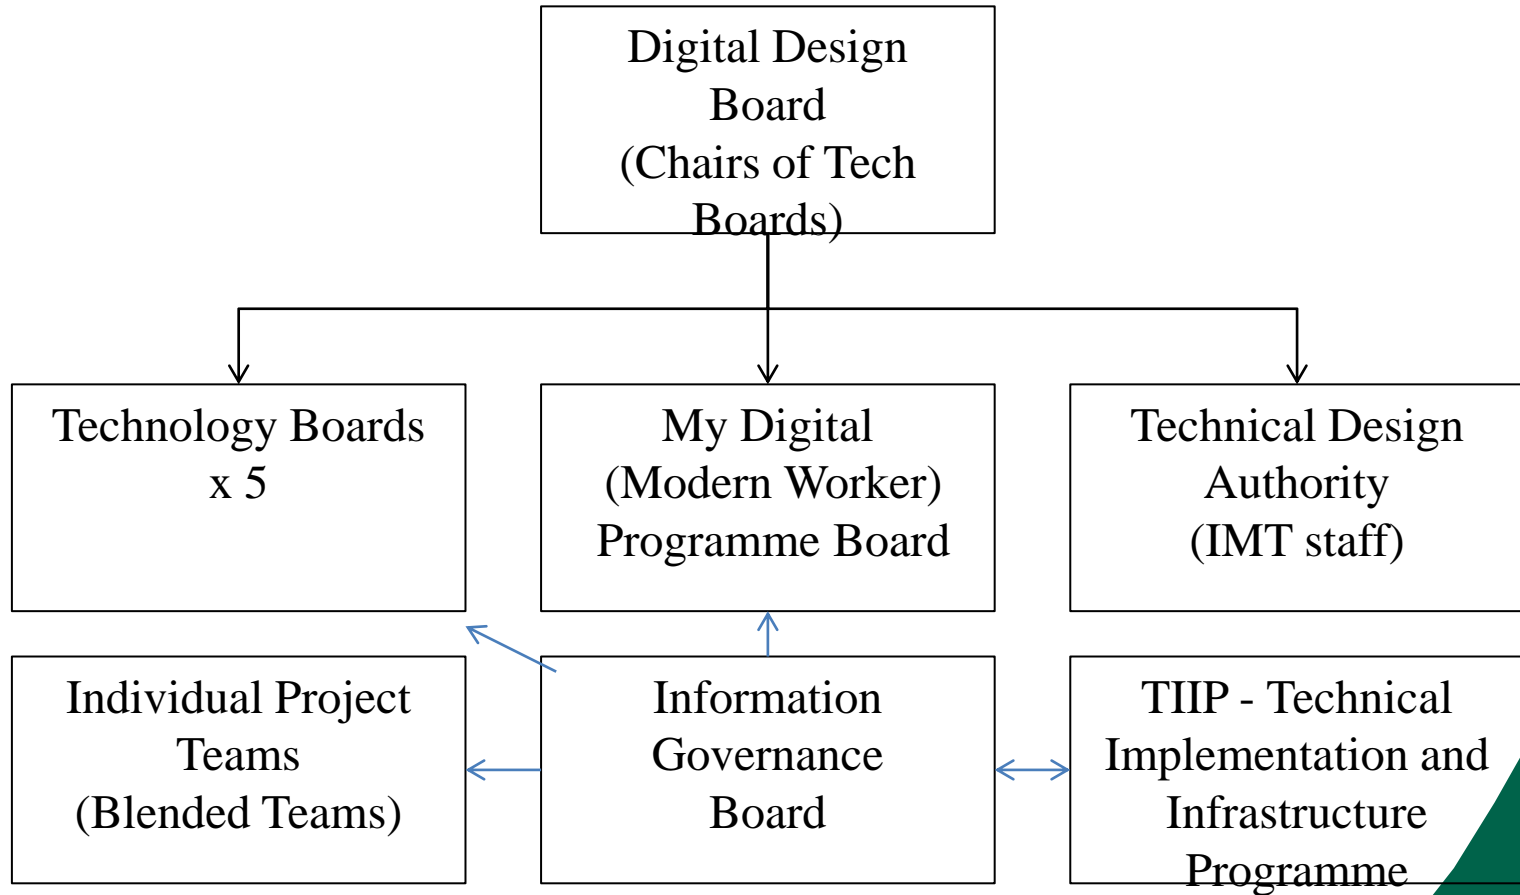 Digital Design
Board
(Chairs of Tech
Boards)
Technology Boards
x 5
My Digital
(Modern Worker)
Programme Board
Technical Design
Authority
(IMT staff)
Individual Project
Teams
(Blended Teams)
Information
Governance
Board
TIIP - Technical
Implementation and
Infrastructure
Programme